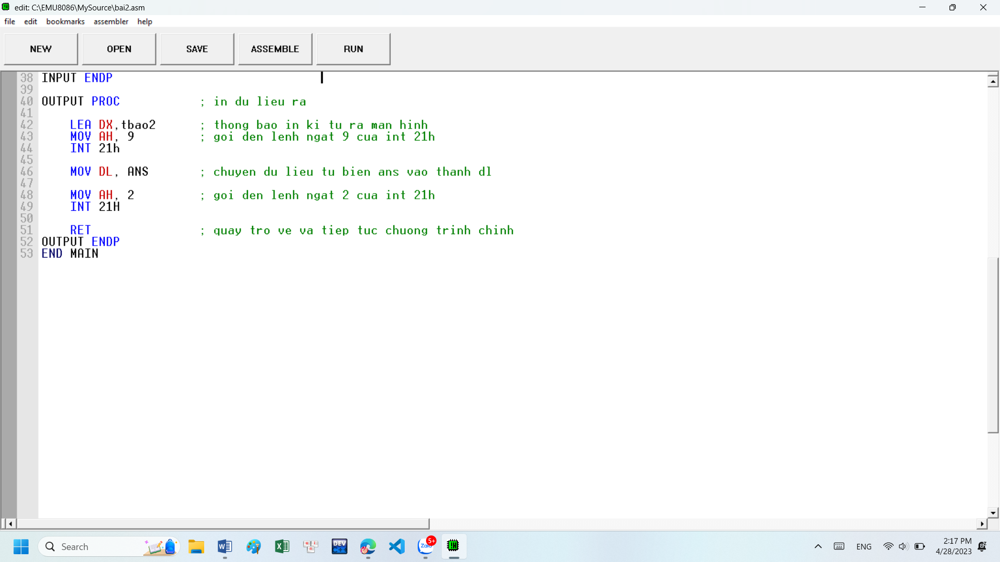 edit: C:\EMU8086\MySource\bai2.asm
file edit bookmarks assembler help
NEW OPEN SAVE ASSEMBLE RUN
38 INPUT ENDP
39
40 OUTPUT PROC ; in du lieu ra
41
42 LEA DX,tbao2 ; thong bao in ki tu ra man hinh
43 MOV AH, 9 ; goi den lenh ngat 9 cua int 21h
44 INT 21h
45
46 MOV DL, ANS ; chuyen du lieu tu bien ans vao thanh dl
47
48 MOV AH, 2 ; goi den lenh ngat 2 cua int 21h
49 INT 21H
50
51 RET ; quay tro ve va tiep tuc chuong trinh chinh
52 OUTPUT ENDP
53 END MAIN
Search
DEV C++
Zalo 5+
ENG
2:17 PM
4/28/2023